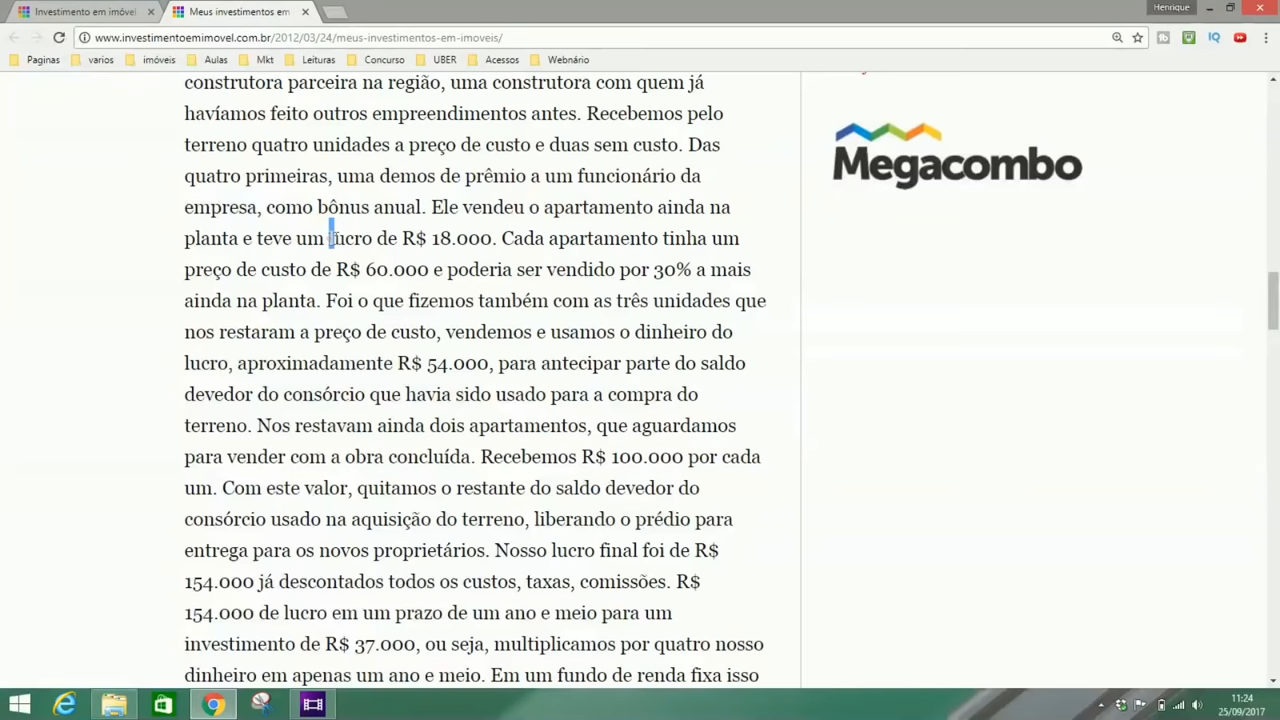 Investimento em imóvel
Meus investimentos em
Henrique
www.investimentoemimovel.com.br/2012/03/24/meus-investimentos-em-imoveis/
Paginas varios imóveis Aulas Mkt Leituras Concurso UBER Acessos Webnário
construtora parceira na região, uma construtora com quem já
havíamos feito outros empreendimentos antes. Recebemos pelo
terreno quatro unidades a preço de custo e duas sem custo. Das
quatro primeiras, uma demos de prêmio a um funcionário da
empresa, como bônus anual. Ele vendeu o apartamento ainda na
planta e teve um lucro de R$ 18.000. Cada apartamento tinha um
preço de custo de R$ 60.000 e poderia ser vendido por 30% a mais
ainda na planta. Foi o que fizemos também com as três unidades que
nos restaram a preço de custo, vendemos e usamos o dinheiro do
lucro, aproximadamente R$ 54.000, para antecipar parte do saldo
devedor do consórcio que havia sido usado para a compra do
terreno. Nos restavam ainda dois apartamentos, que aguardamos
para vender com a obra concluída. Recebemos R$ 100.000 por cada
um. Com este valor, quitamos o restante do saldo devedor do
consórcio usado na aquisição do terreno, liberando o prédio para
entrega para os novos proprietários. Nosso lucro final foi de R$
154.000 já descontados todos os custos, taxas, comissões. R$
154.000 de lucro em um prazo de um ano e meio para um
investimento de R$ 37.000, ou seja, multiplicamos por quatro nosso
dinheiro em apenas um ano e meio. Em um fundo de renda fixa isso
Megacombo
11:24
25/09/2017